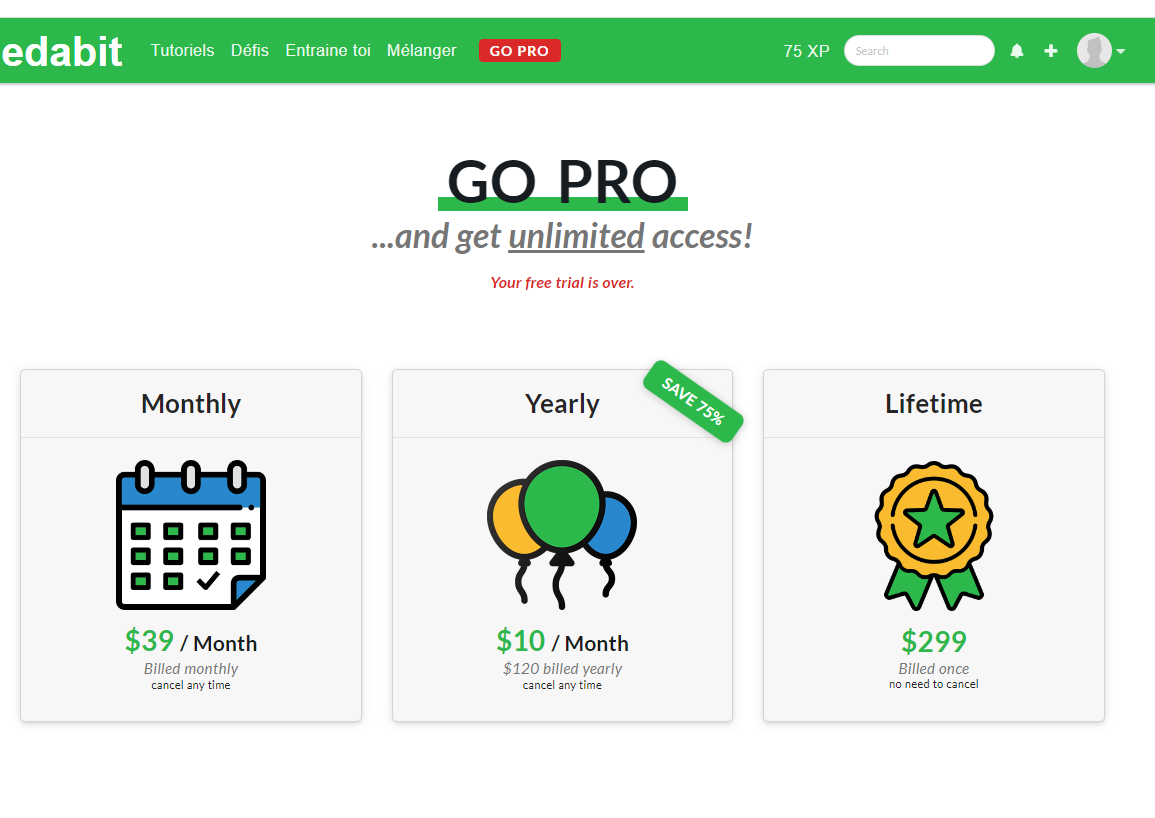 edabit Tutoriels Défis Entraine toi Mélanger GO PRO 75 XP Search
GO PRO
...and get unlimited access!
Your free trial is over.
Monthly
$39 / Month
Billed monthly
cancel any time
Yearly
SAVE 75%
$10 / Month
$120 billed yearly
cancel any time
Lifetime
$299
Billed once
no need to cancel